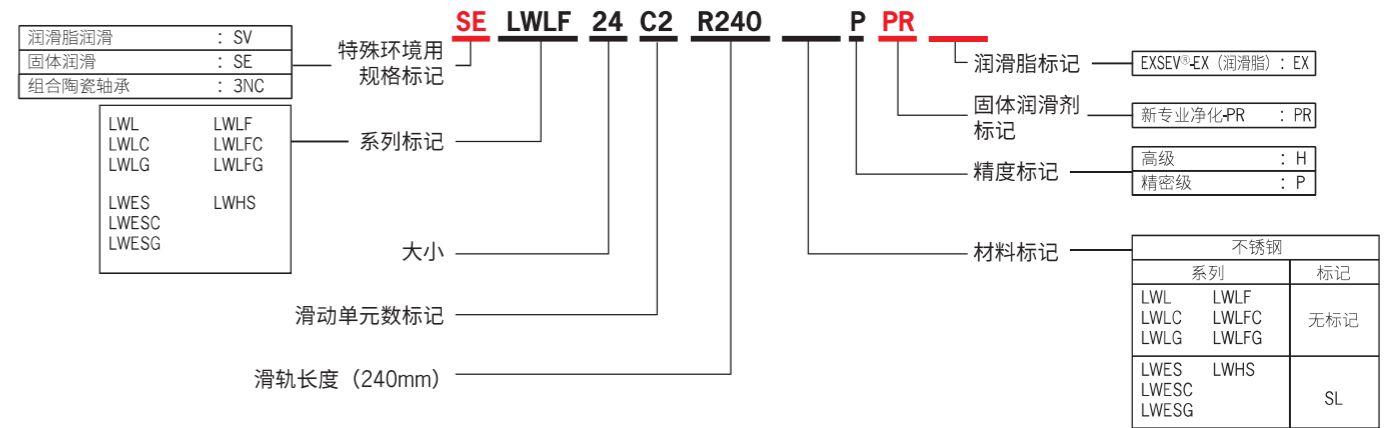 SE LWLF 24 C2 R240 P PR
润滑脂润滑 : SV
固体润滑 : SE
组合陶瓷轴承 : 3NC
特殊环境用
规格标记
LWL LWLF
LWLC LWLFC
LWLG LWLFG
LWES LWHS
LWESC
LWESG
系列标记
大小
滑动单元数标记
滑轨长度（240mm）
润滑脂标记
EXSEV®-EX（润滑脂）: EX
固体润滑剂
标记
新专业净化-PR : PR
精度标记
高级 : H
精密级 : P
材料标记
不锈钢
系列 标记
LWL LWLF
LWLC LWLFC
LWLG LWLFG
无标记
LWES LWHS
LWESC
LWESG
SL